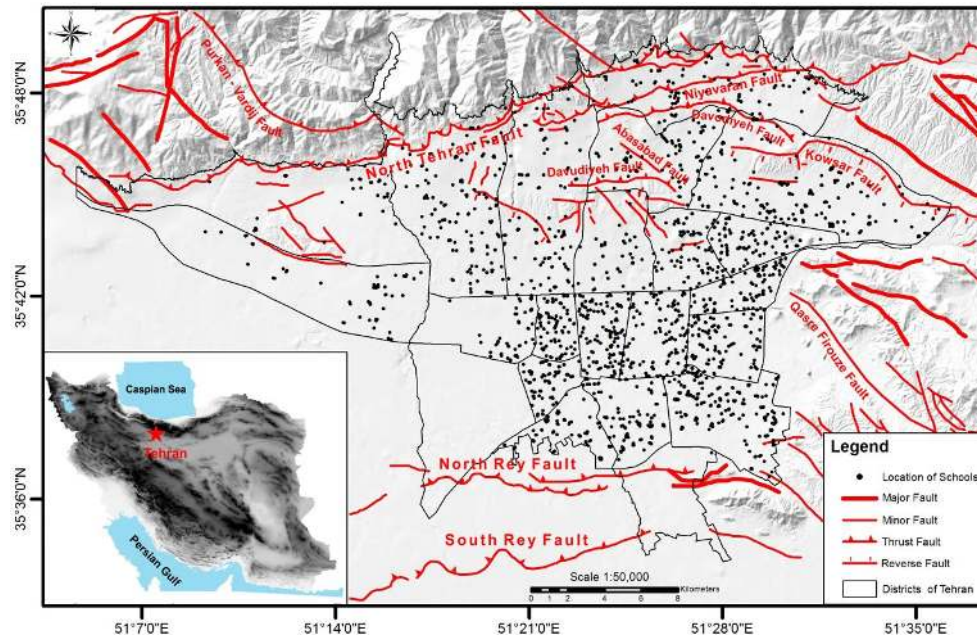 35°48'0"N
35°42'0"N
35°36'0"N
Purkan Vardij Fault
North Tehran Fault
Niyavaran Fault
Davudiyeh Fault
Abasabad Fault
Kowsar Fault
Davudiyeh Fault
Qasre Firouze Fault
North Rey Fault
South Rey Fault
Caspian Sea
Tehran
Persian Gulf
Legend
Location of Schools
Major Fault
Minor Fault
Thrust Fault
Reverse Fault
Districts of Tehran
Scale 1:50,000
Kilometers
0 1 2 4 6 8
51°7'0"E
51°14'0"E
51°21'0"E
51°28'0"E
51°35'0"E